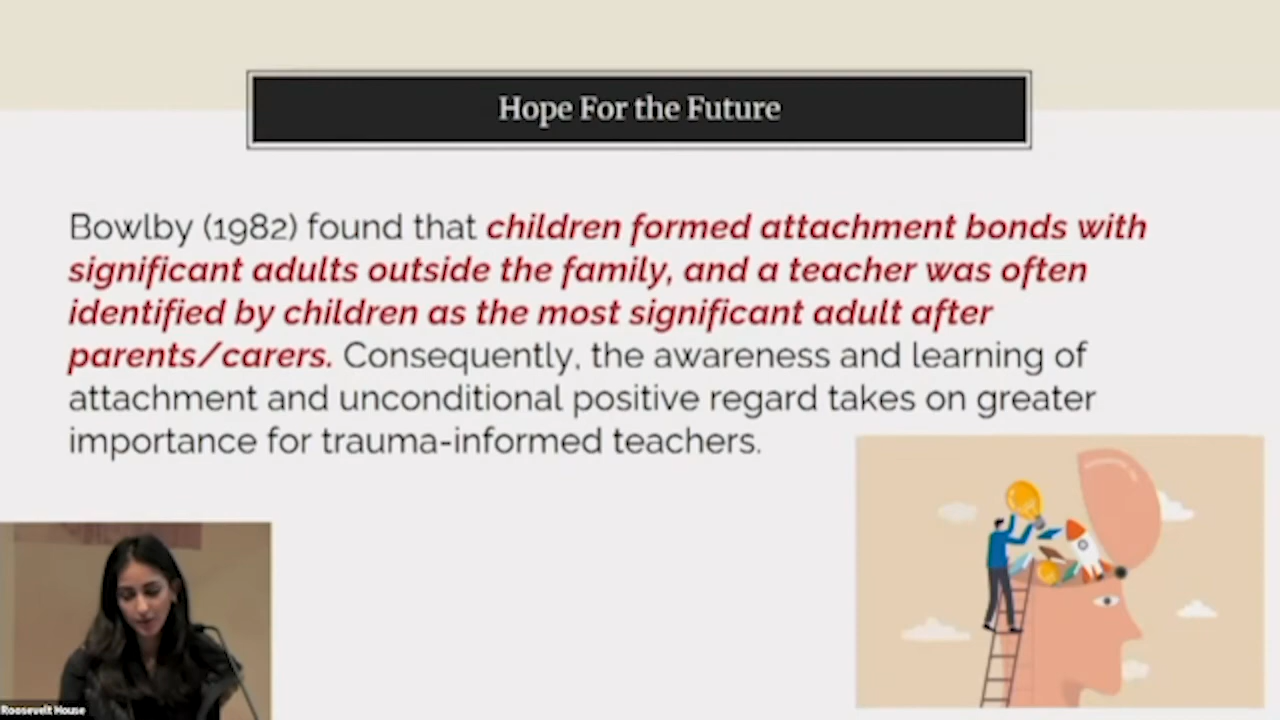 Hope For the Future
Bowlby (1982) found that children formed attachment bonds with
significant adults outside the family, and a teacher was often
identified by children as the most significant adult after
parents/carers. Consequently, the awareness and learning of
attachment and unconditional positive regard takes on greater
importance for trauma-informed teachers.
Roosevelt House